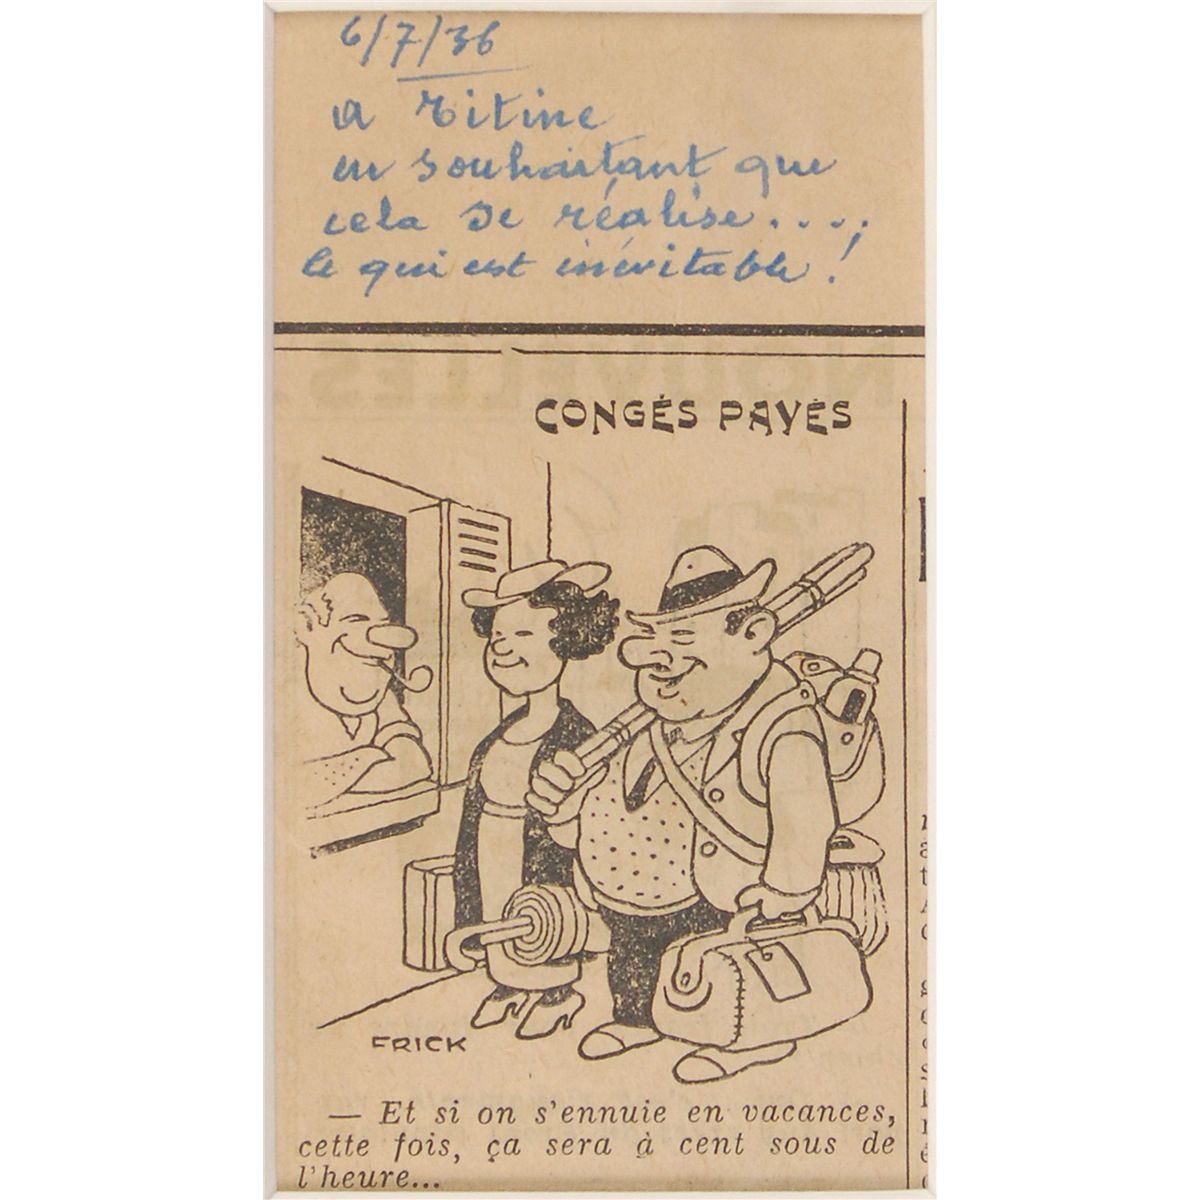 6/7/36
a Titine
en souhaitant que
cela se réalise.....
ce qui est inévitable !
CONGÉS PAYÉS
FRICK
— Et si on s'ennuie en vacances,
cette fois, ça sera à cent sous de
l'heure...